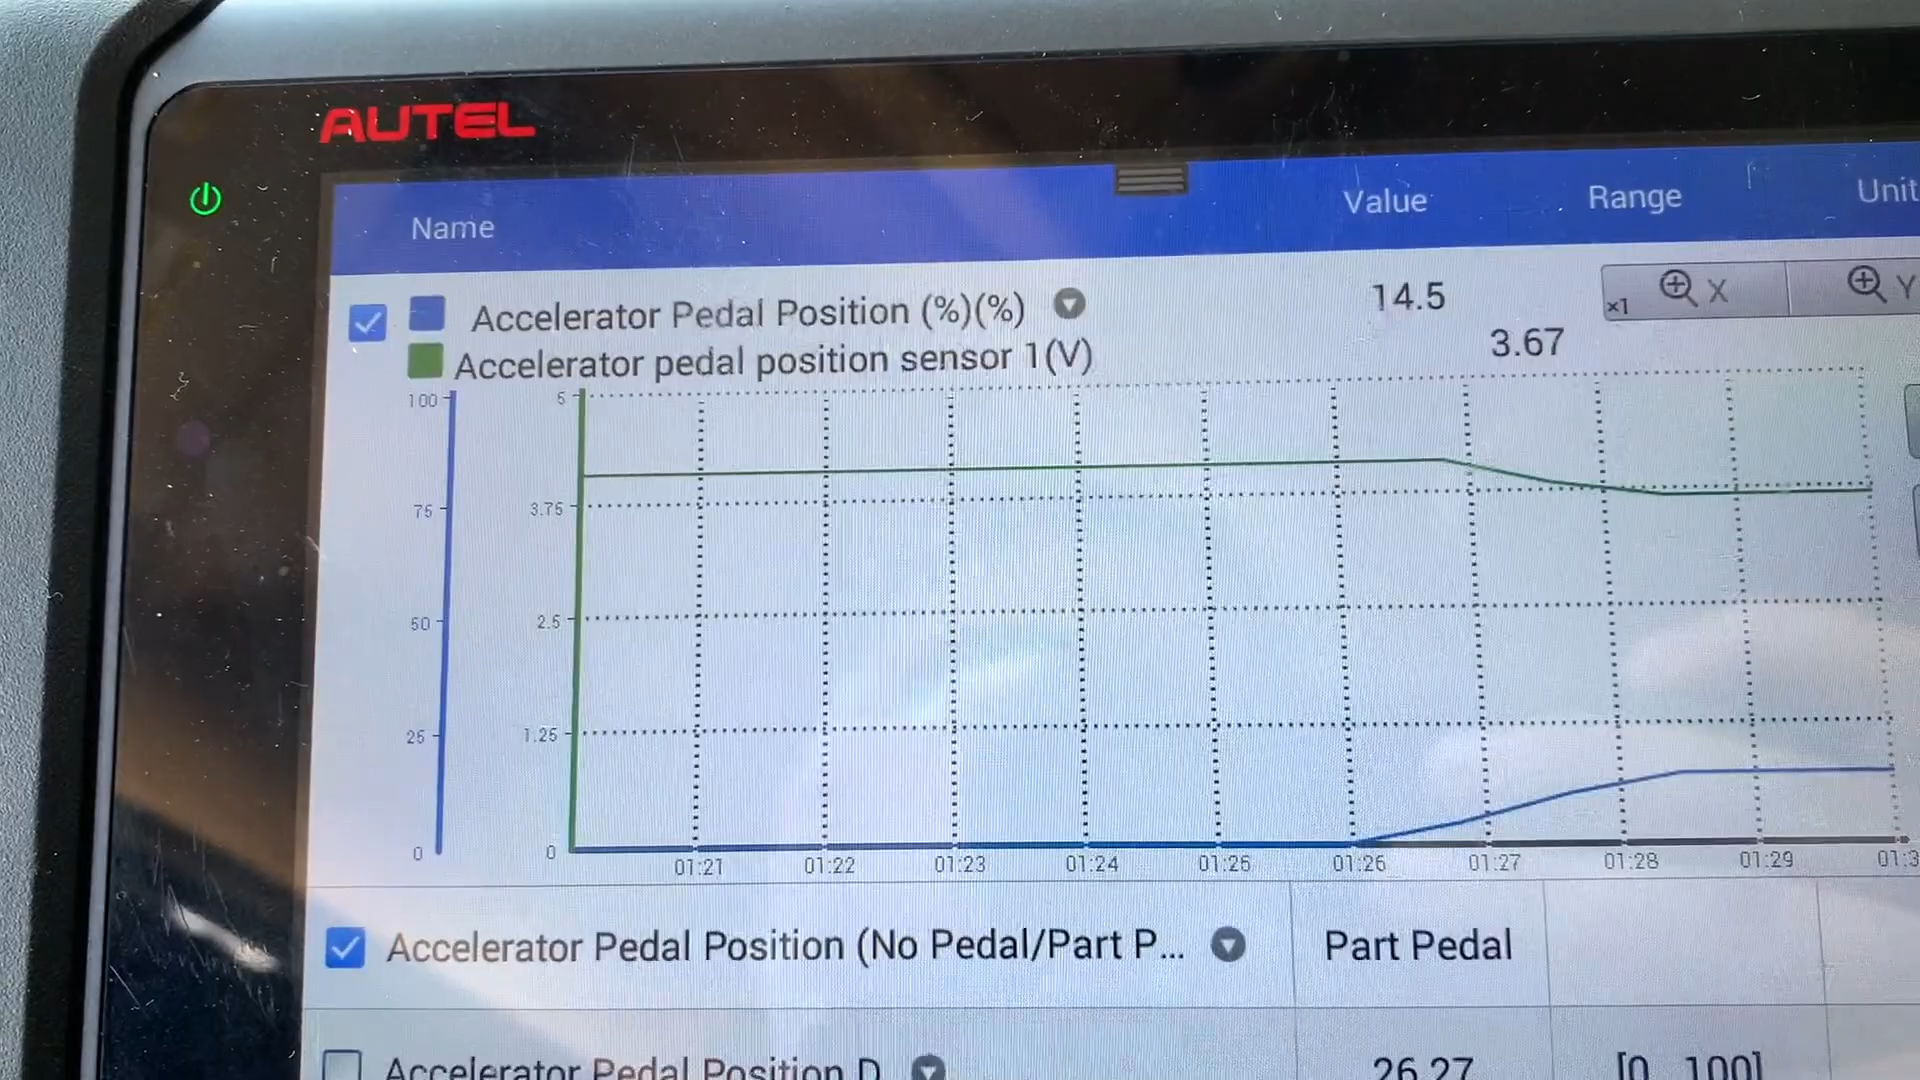 AUTEL
Name Value Range Unit
Accelerator Pedal Position (%)(%) 14.5 x1 X Y
Accelerator pedal position sensor 1(V) 3.67
100 5
75 3.75
50 2.5
25 1.25
0 0
01:21 01:22 01:23 01:24 01:25 01:26 01:27 01:28 01:29 01:3
Accelerator Pedal Position (No Pedal/Part P... Part Pedal
Accelerator Pedal Position D 26.27 [0 100]